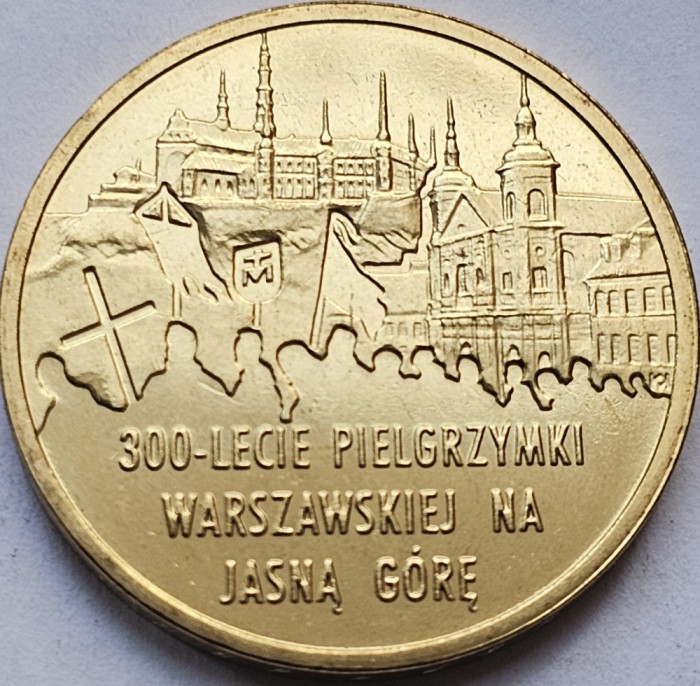 M
300-LECIE PIELGRZYMKI
WARSZAWSKIEJ NA
JASNĄ GÓRĘ